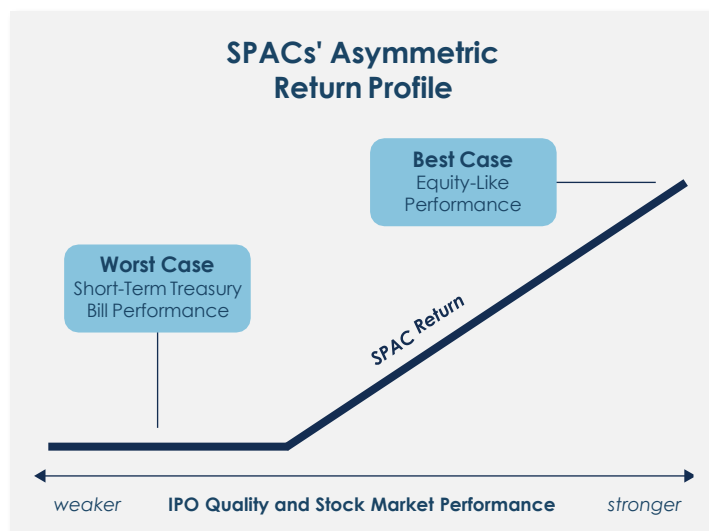 SPACs' Asymmetric
Return Profile
Best Case
Equity-Like
Performance
Worst Case
Short-Term Treasury
Bill Performance
SPAC Return
weaker IPO Quality and Stock Market Performance stronger